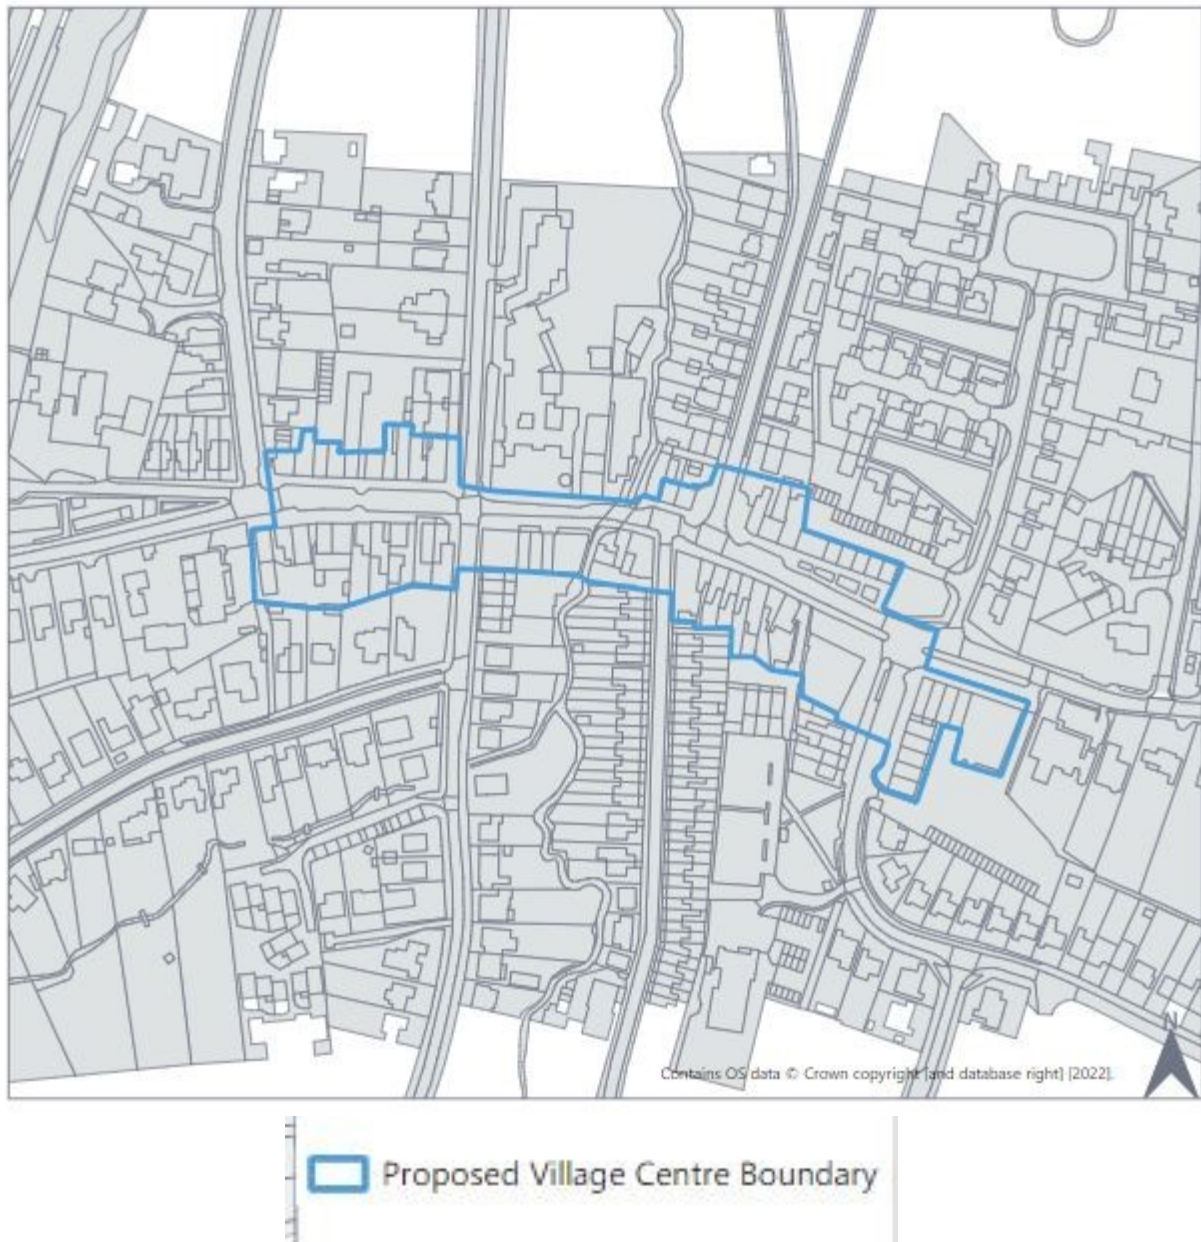 N
Contains OS data © Crown copyright [and database right] [2022].
Proposed Village Centre Boundary